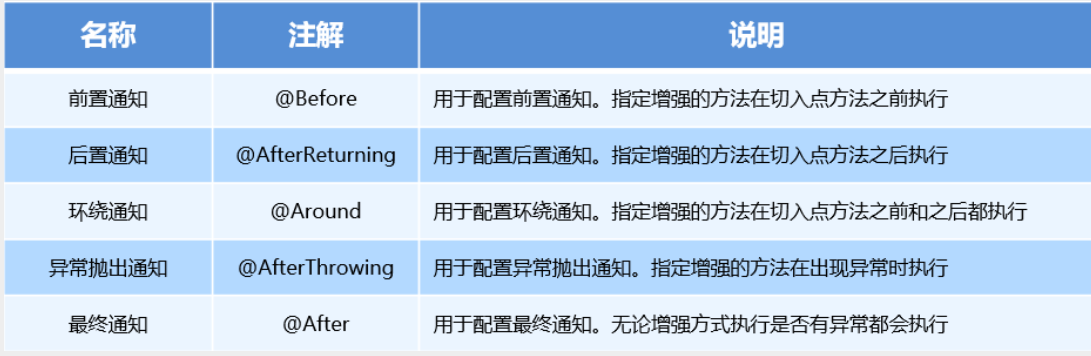 名称 注解 说明
前置通知 @Before 用于配置前置通知。指定增强的方法在切入点方法之前执行
后置通知 @AfterReturning 用于配置后置通知。指定增强的方法在切入点方法之后执行
环绕通知 @Around 用于配置环绕通知。指定增强的方法在切入点方法之前和之后都执行
异常抛出通知 @AfterThrowing 用于配置异常抛出通知。指定增强的方法在出现异常时执行
最终通知 @After 用于配置最终通知。无论增强方式执行是否有异常都会执行